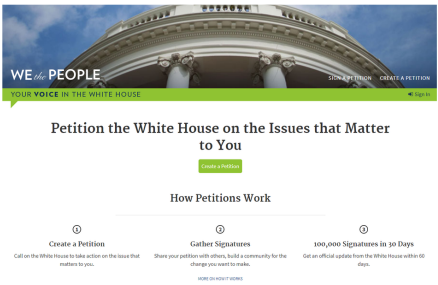 WE the PEOPLE
SIGN A PETITION CREATE A PETITION
YOUR VOICE IN THE WHITE HOUSE
Sign in
Petition the White House on the Issues that Matter
to You
Create a Petition
How Petitions Work
1
Create a Petition
Call on the White House to take action on the issue that
matters to you.
2
Gather Signatures
Share your petition with others, build a community for the
change you want to make.
3
100,000 Signatures in 30 Days
Get an official update from the White House within 60
days.
MORE ON HOW IT WORKS